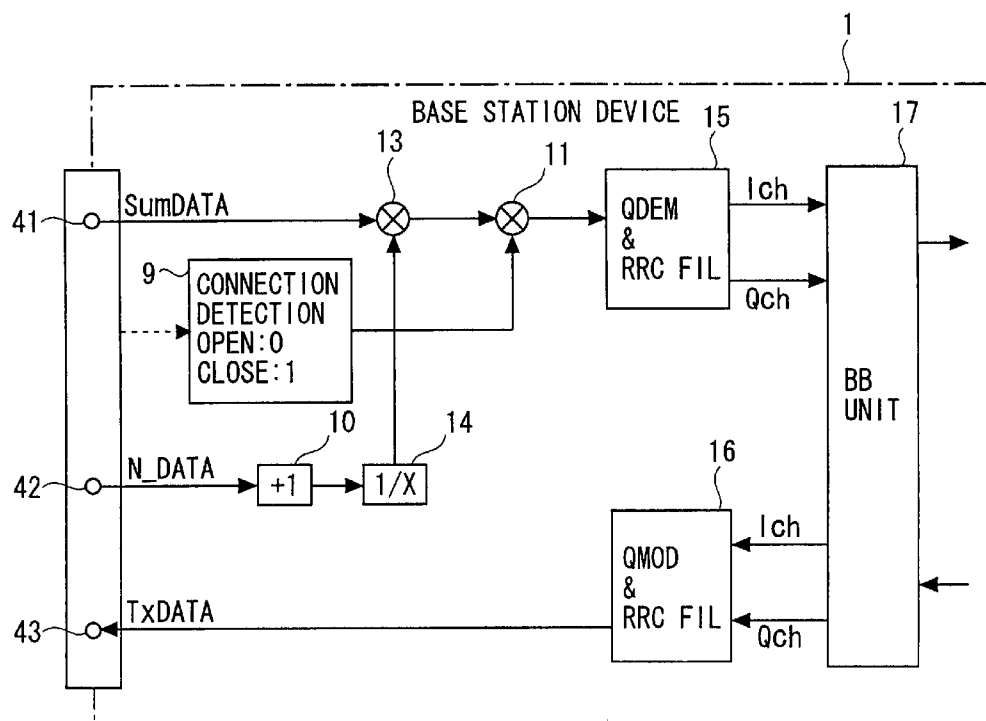 1
BASE STATION DEVICE
13
11
15
17
41
SumDATA
QDEM
&
RRC FIL
Ich
Qch
9
CONNECTION
DETECTION
OPEN:0
CLOSE:1
BB
UNIT
10
14
16
42
N_DATA
+1
1/X
QMOD
&
RRC FIL
Ich
Qch
43
TxDATA